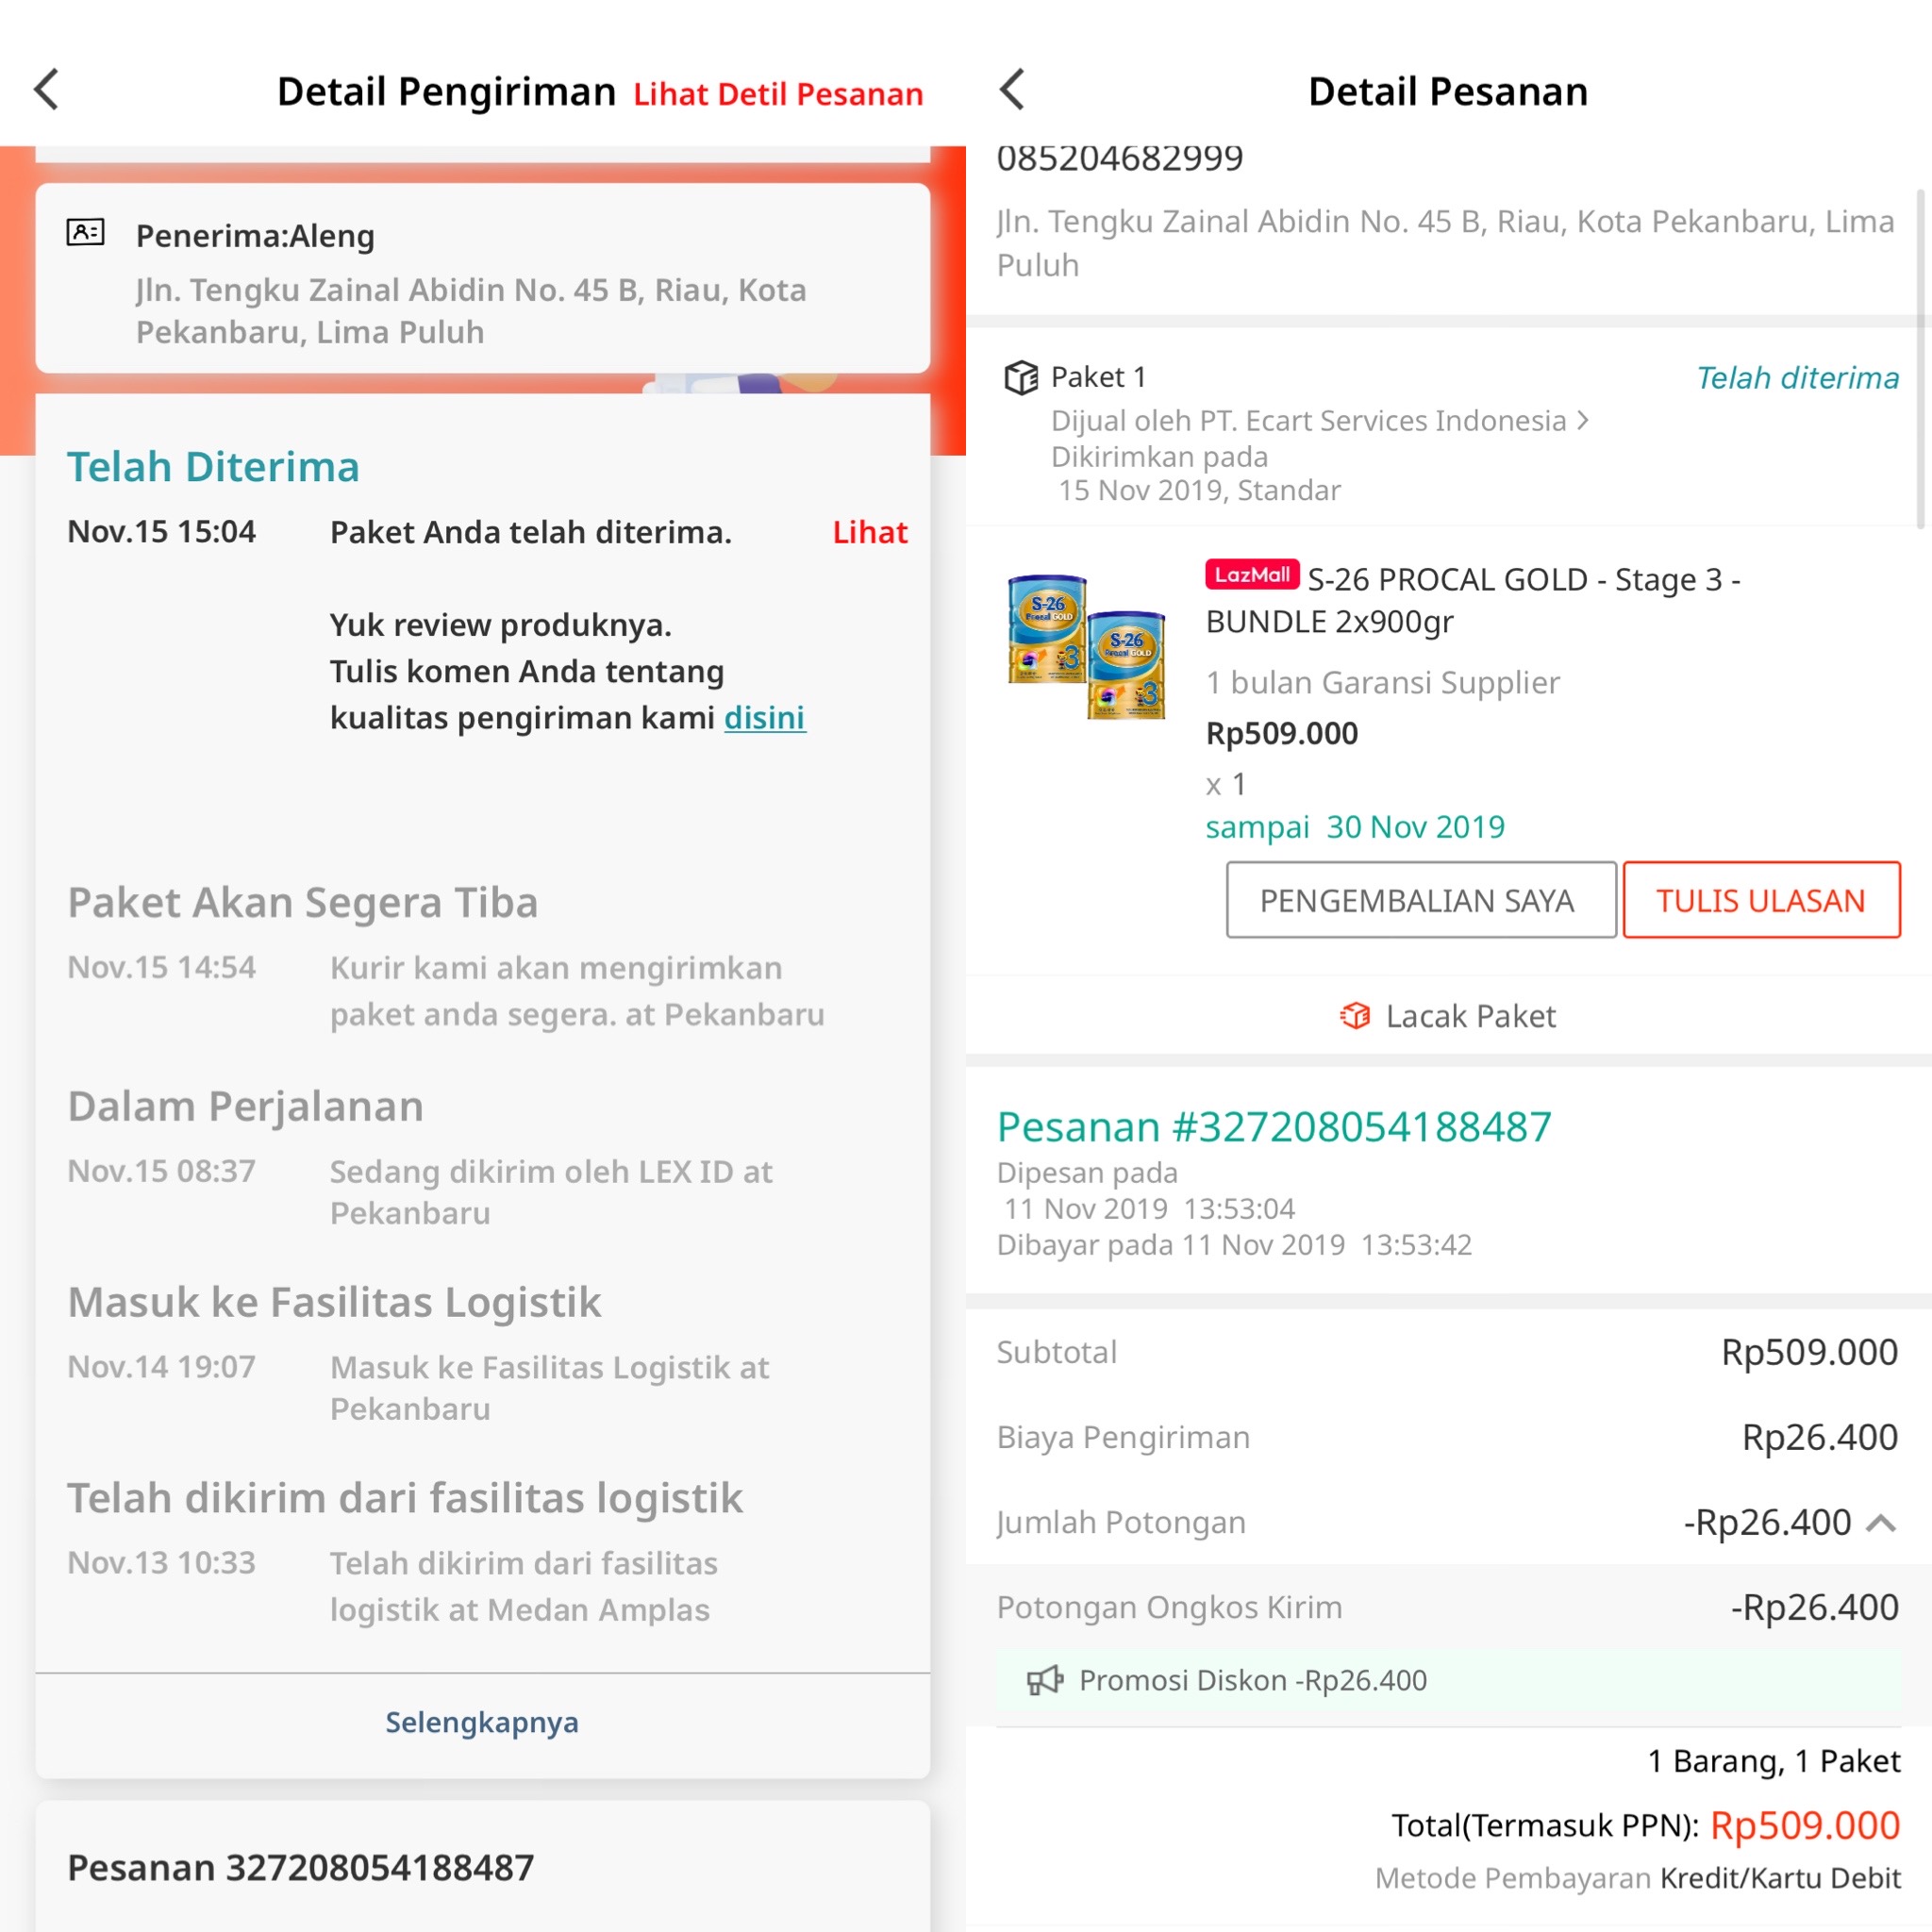 Detail Pengiriman
Lihat Detil Pesanan
Penerima:Aleng
Jln. Tengku Zainal Abidin No. 45 B, Riau, Kota
Pekanbaru, Lima Puluh
Telah Diterima
Nov.15 15:04
Paket Anda telah diterima.
Lihat
Yuk review produknya.
Tulis komen Anda tentang
kualitas pengiriman kami disini
Paket Akan Segera Tiba
Nov.15 14:54
Kurir kami akan mengirimkan
paket anda segera. at Pekanbaru
Dalam Perjalanan
Nov.15 08:37
Sedang dikirim oleh LEX ID at
Pekanbaru
Masuk ke Fasilitas Logistik
Nov.14 19:07
Masuk ke Fasilitas Logistik at
Pekanbaru
Telah dikirim dari fasilitas logistik
Nov.13 10:33
Telah dikirim dari fasilitas
logistik at Medan Amplas
Selengkapnya
Pesanan 327208054188487
Detail Pesanan
085204682999
Jln. Tengku Zainal Abidin No. 45 B, Riau, Kota Pekanbaru, Lima
Puluh
Paket 1
Telah diterima
Dijual oleh PT. Ecart Services Indonesia
Dikirimkan pada
15 Nov 2019, Standar
S-26
Procal GOLD
3
S-26
Procal GOLD
3
LazMall S-26 PROCAL GOLD - Stage 3 -
BUNDLE 2x900gr
1 bulan Garansi Supplier
Rp509.000
x 1
sampai 30 Nov 2019
PENGEMBALIAN SAYA
TULIS ULASAN
Lacak Paket
Pesanan #327208054188487
Dipesan pada
11 Nov 2019 13:53:04
Dibayar pada 11 Nov 2019 13:53:42
Subtotal Rp509.000
Biaya Pengiriman Rp26.400
Jumlah Potongan -Rp26.400
Potongan Ongkos Kirim -Rp26.400
Promosi Diskon -Rp26.400
1 Barang, 1 Paket
Total(Termasuk PPN): Rp509.000
Metode Pembayaran Kredit/Kartu Debit